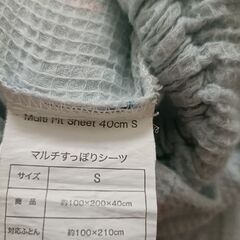 Multi Fit Sheet 40cm S
マルチすっぽりシーツ
サイズ S
商品 約100×200×40cm
対応ふとん 約100×210cm